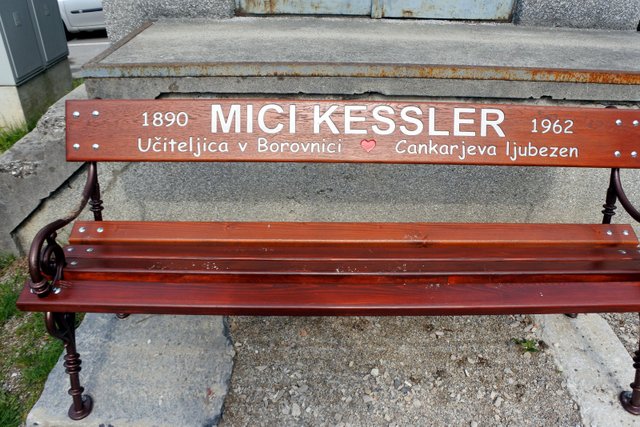 1890 MICI KESSLER 1962
Učiteljica v Borovnici Cankarjeva ljubezen